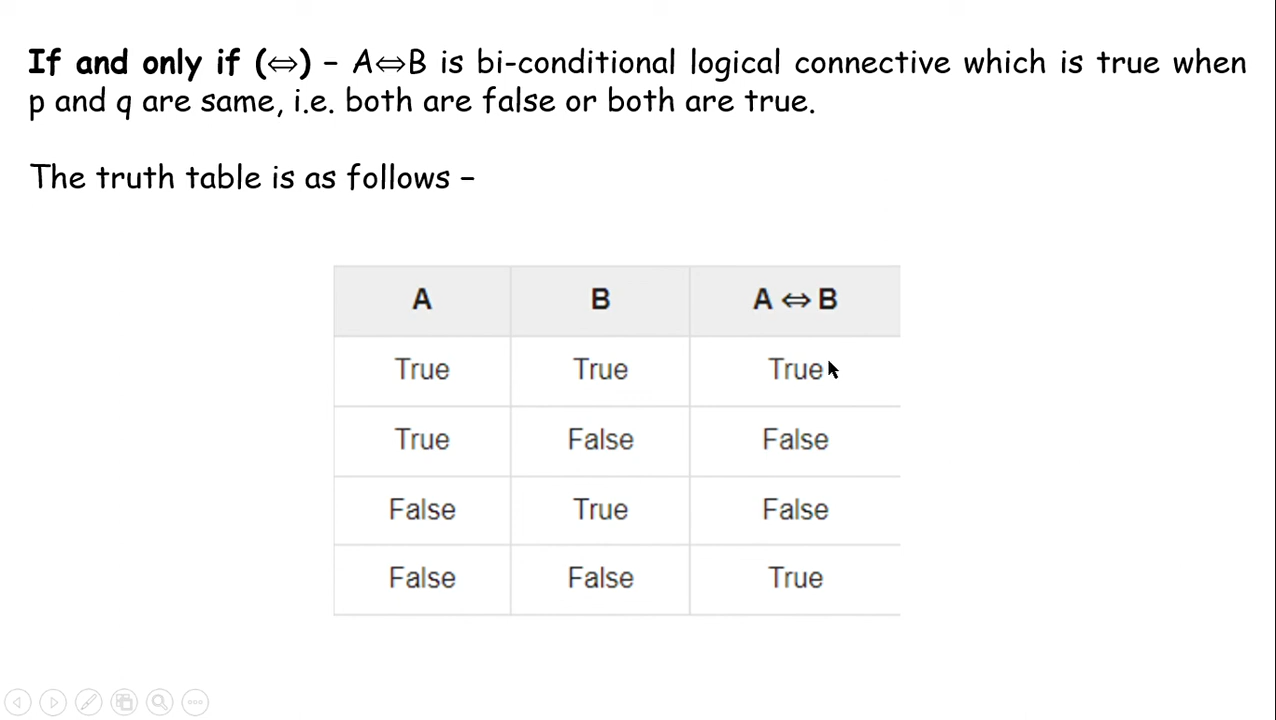 If and only if (⇔) – A⇔B is bi-conditional logical connective which is true when
p and q are same, i.e. both are false or both are true.
The truth table is as follows –
A B A ⇔ B
True True True
True False False
False True False
False False True